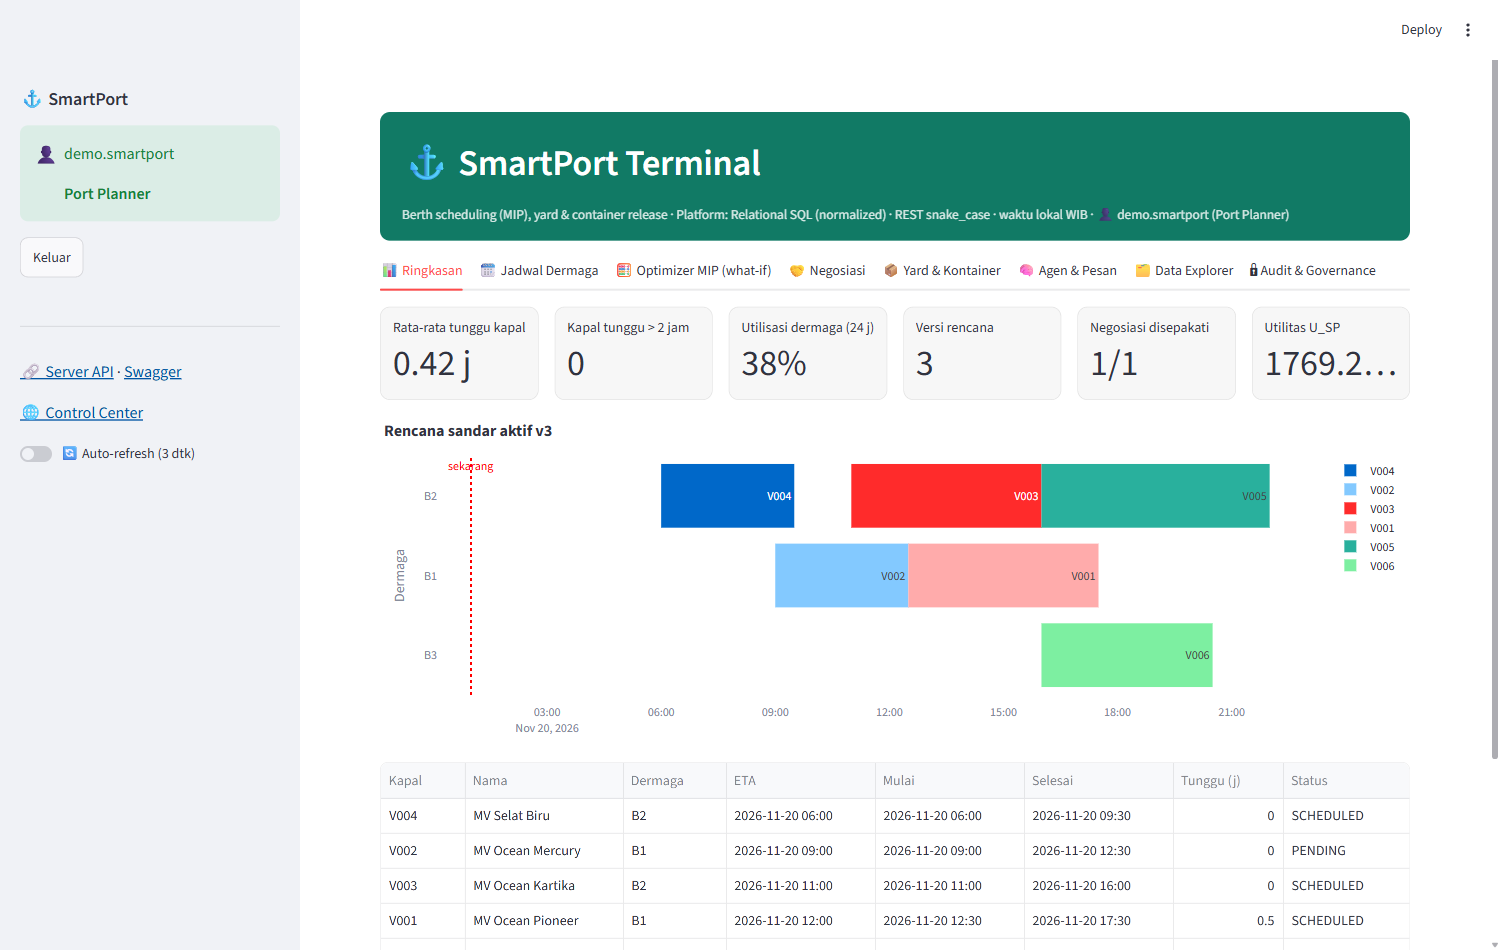 Deploy
SmartPort
demo.smartport
Port Planner
Keluar
Server API · Swagger
Control Center
Auto-refresh (3 dtk)
SmartPort Terminal
Berth scheduling (MIP), yard & container release · Platform: Relational SQL (normalized) · REST snake_case · waktu lokal WIB · demo.smartport (Port Planner)
Ringkasan Jadwal Dermaga Optimizer MIP (what-if) Negosiasi Yard & Kontainer Agen & Pesan Data Explorer Audit & Governance
Rata-rata tunggu kapal Kapal tunggu > 2 jam Utilisasi dermaga (24 j) Versi rencana Negosiasi disepakati Utilitas U_SP
0.42 j 0 38% 3 1/1 1769.2…
Rencana sandar aktif v3
sekarang
Dermaga
B2 V004 V003 V005
B1 V002 V001
B3 V006
V004
V002
V003
V001
V005
V006
03:00 06:00 09:00 12:00 15:00 18:00 21:00
Nov 20, 2026
Kapal Nama Dermaga ETA Mulai Selesai Tunggu (j) Status
V004 MV Selat Biru B2 2026-11-20 06:00 2026-11-20 06:00 2026-11-20 09:30 0 SCHEDULED
V002 MV Ocean Mercury B1 2026-11-20 09:00 2026-11-20 09:00 2026-11-20 12:30 0 PENDING
V003 MV Ocean Kartika B2 2026-11-20 11:00 2026-11-20 11:00 2026-11-20 16:00 0 SCHEDULED
V001 MV Ocean Pioneer B1 2026-11-20 12:00 2026-11-20 12:30 2026-11-20 17:30 0.5 SCHEDULED